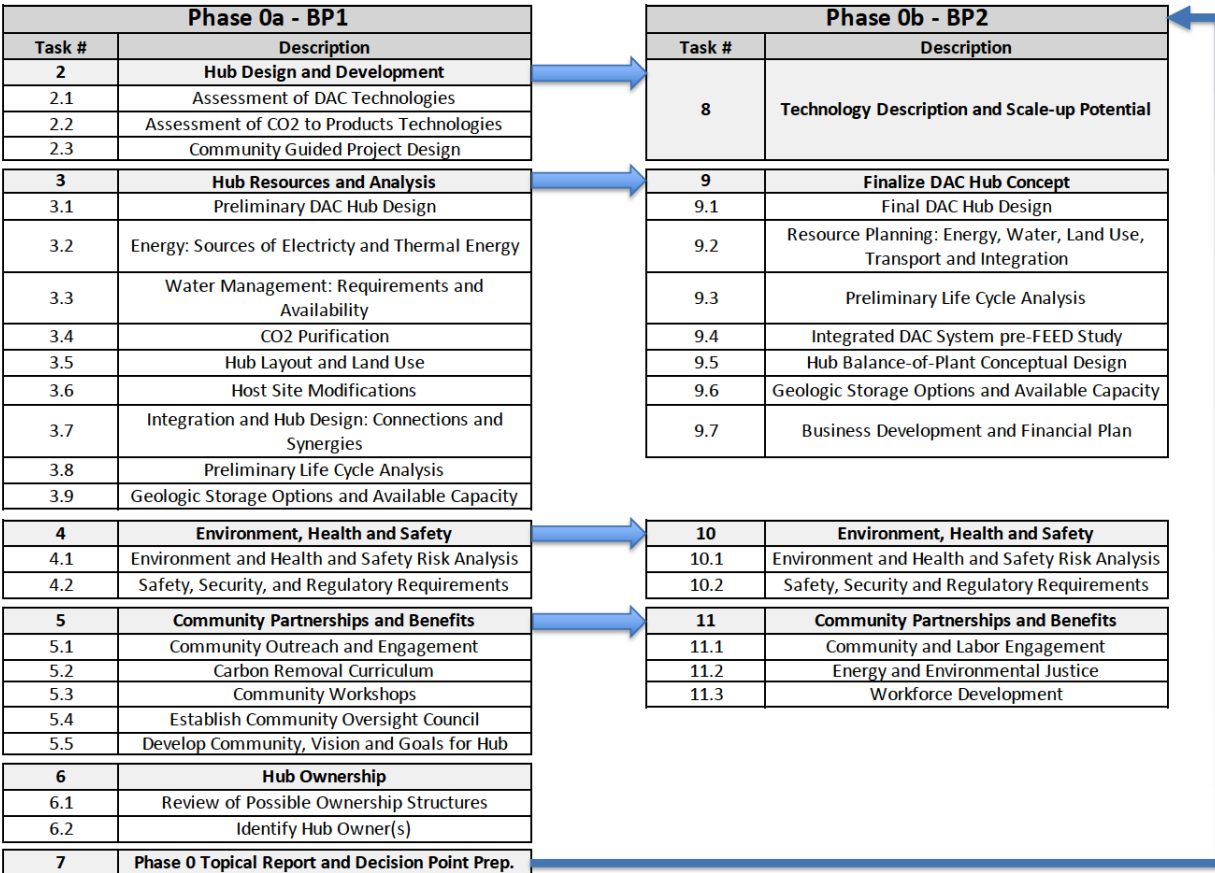 Phase 0a - BP1
Task # Description
2 Hub Design and Development
2.1 Assessment of DAC Technologies
2.2 Assessment of CO2 to Products Technologies
2.3 Community Guided Project Design
3 Hub Resources and Analysis
3.1 Preliminary DAC Hub Design
3.2 Energy: Sources of Electricty and Thermal Energy
3.3 Water Management: Requirements and
Availability
3.4 CO2 Purification
3.5 Hub Layout and Land Use
3.6 Host Site Modifications
3.7 Integration and Hub Design: Connections and
Synergies
3.8 Preliminary Life Cycle Analysis
3.9 Geologic Storage Options and Available Capacity
4 Environment, Health and Safety
4.1 Environment and Health and Safety Risk Analysis
4.2 Safety, Security, and Regulatory Requirements
5 Community Partnerships and Benefits
5.1 Community Outreach and Engagement
5.2 Carbon Removal Curriculum
5.3 Community Workshops
5.4 Establish Community Oversight Council
5.5 Develop Community, Vision and Goals for Hub
6 Hub Ownership
6.1 Review of Possible Ownership Structures
6.2 Identify Hub Owner(s)
7 Phase 0 Topical Report and Decision Point Prep.
Phase 0b - BP2
Task # Description
8 Technology Description and Scale-up Potential
9 Finalize DAC Hub Concept
9.1 Final DAC Hub Design
9.2 Resource Planning: Energy, Water, Land Use,
Transport and Integration
9.3 Preliminary Life Cycle Analysis
9.4 Integrated DAC System pre-FEED Study
9.5 Hub Balance-of-Plant Conceptual Design
9.6 Geologic Storage Options and Available Capacity
9.7 Business Development and Financial Plan
10 Environment, Health and Safety
10.1 Environment and Health and Safety Risk Analysis
10.2 Safety, Security and Regulatory Requirements
11 Community Partnerships and Benefits
11.1 Community and Labor Engagement
11.2 Energy and Environmental Justice
11.3 Workforce Development